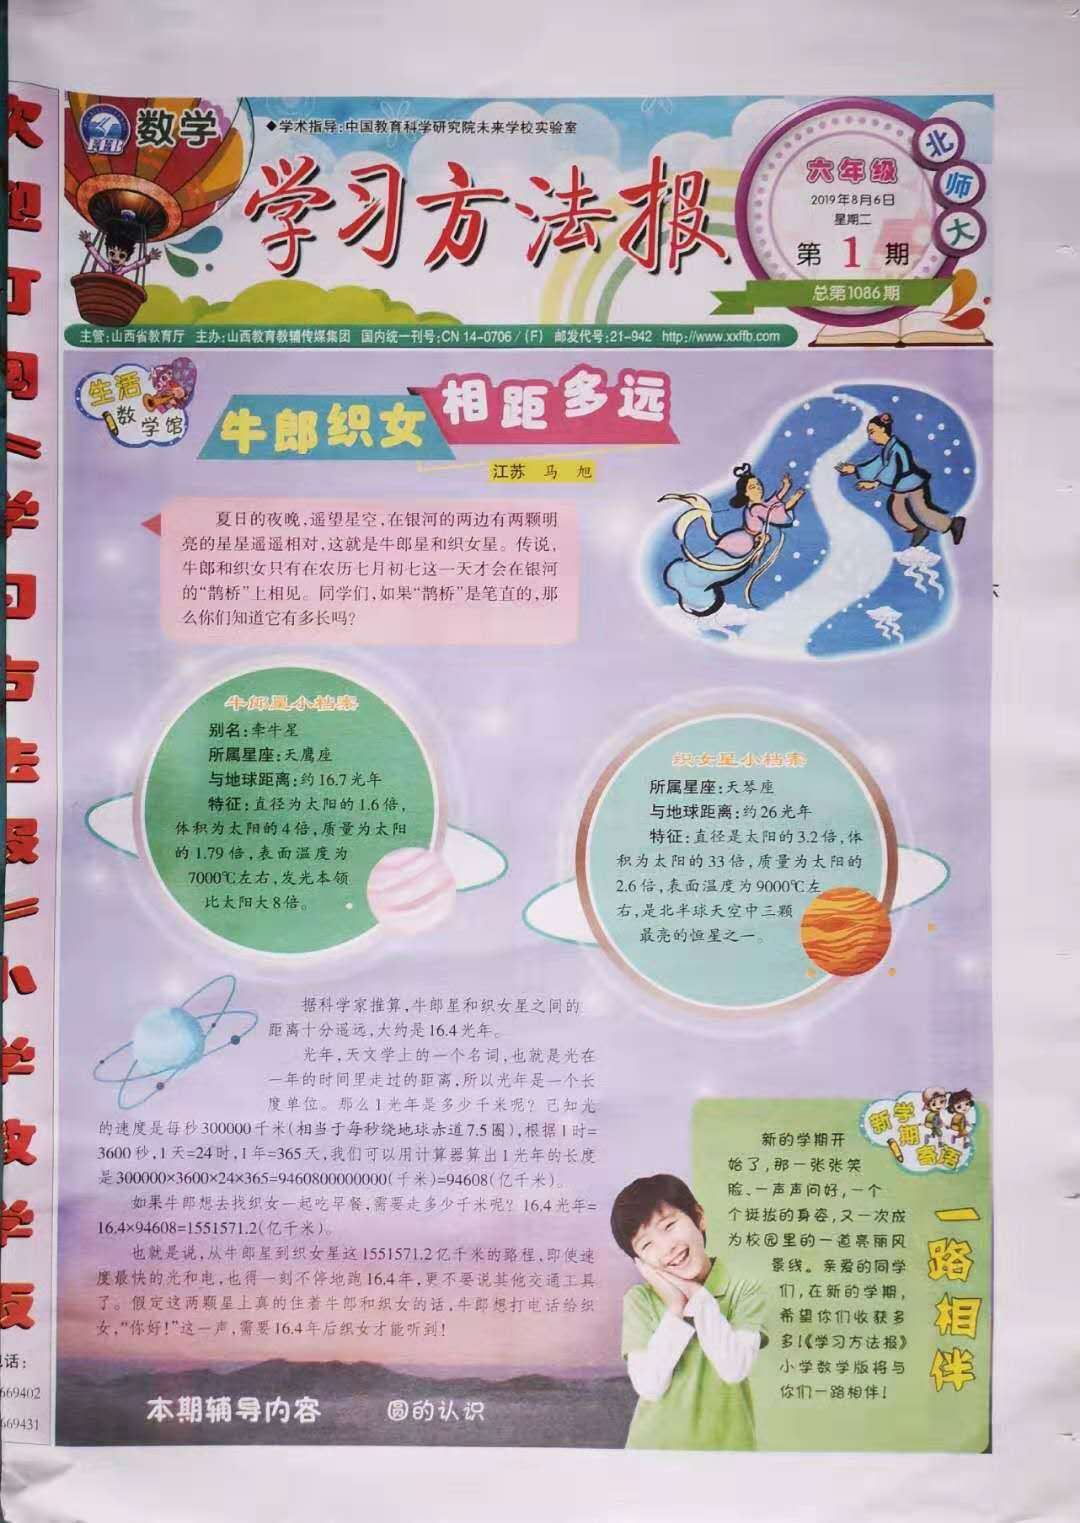 数学
◆学术指导:中国教育科学研究院未来学校实验室
学习方法报
六年级
2019年8月6日
星期二
第1期
总第1086期
北师大
主管:山西省教育厅 主办:山西教育教辅传媒集团 国内统一刊号:CN 14-0706/(F) 邮发代号:21-942 http://www.xxffb.com
生活
数学馆
牛郎织女相距多远
江苏 马 旭
夏日的夜晚,遥望星空,在银河的两边有两颗明
亮的星星遥遥相对,这就是牛郎星和织女星。传说,
牛郎和织女只有在农历七月初七这一天才会在银河
的“鹊桥”上相见。同学们,如果“鹊桥”是笔直的,那
么你们知道它有多长吗?
牛郎星小档案
别名:牵牛星
所属星座:天鹰座
与地球距离:约16.7光年
特征:直径为太阳的1.6倍,
体积为太阳的4倍,质量为太阳
的1.79倍,表面温度为
7000℃左右,发光本领
比太阳大8倍。
织女星小档案
所属星座:天琴座
与地球距离:约26光年
特征:直径是太阳的3.2倍,体
积为太阳的33倍,质量为太阳的
2.6倍,表面温度为9000℃左
右,是北半球天空中三颗
最亮的恒星之一。
据科学家推算,牛郎星和织女星之间的
距离十分遥远,大约是16.4光年。
光年,天文学上的一个名词,也就是光在
一年的时间里走过的距离,所以光年是一个长
度单位。那么1光年是多少千米呢?已知光
的速度是每秒300000千米(相当于每秒绕地球赤道7.5圈),根据1时=
3600秒,1天=24时,1年=365天,我们可以用计算器算出1光年的长度
是300000×3600×24×365=9460800000000(千米)=94608(亿千米)。
如果牛郎想去找织女一起吃早餐,需要走多少千米呢?16.4光年=
16.4×94608=1551571.2(亿千米)。
也就是说,从牛郎星到织女星这1551571.2亿千米的路程,即使速
度最快的光和电,也得一刻不停地跑16.4年,更不要说其他交通工具
了。假定这两颗星上真的住着牛郎和织女的话,牛郎想打电话给织
女,“你好!”这一声,需要16.4年后织女才能听到!
本期辅导内容 圆的认识
新学期寄语
一路相伴
新的学期开
始了,那一张张笑
脸、一声声问好,一个
个挺拔的身姿,又一次成
为校园里的一道亮丽风
景线。亲爱的同学
们,在新的学期,
希望你们收获多
多!《学习方法报》
小学数学版将与
你们一路相伴!
669402
669431